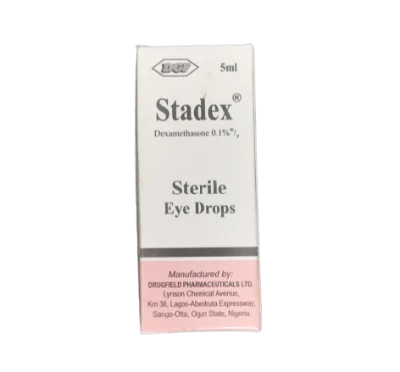 DGF
5ml
Stadex®
Dexamethasone 0.1%w/v
Sterile
Eye Drops
Manufactured by:
DRUGFIELD PHARMACEUTICALS LTD.
Lynson Chemical Avenue,
Km 38, Lagos-Abeokuta Expressway,
Sango-Otta, Ogun State, Nigeria.